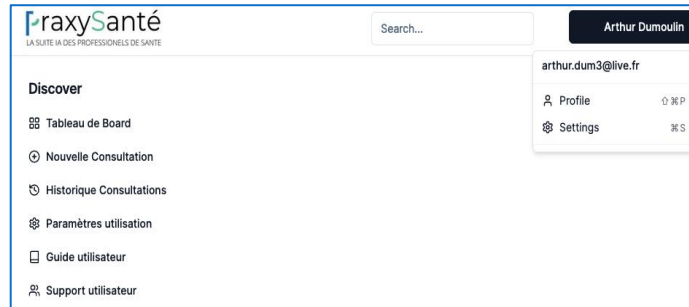 PraxySanté
LA SUITE IA DES PROFESSIONELS DE SANTE
Search...
Arthur Dumoulin
arthur.dum3@live.fr
Profile ⇧⌘P
Settings ⌘S
Discover
Tableau de Board
Nouvelle Consultation
Historique Consultations
Paramètres utilisation
Guide utilisateur
Support utilisateur